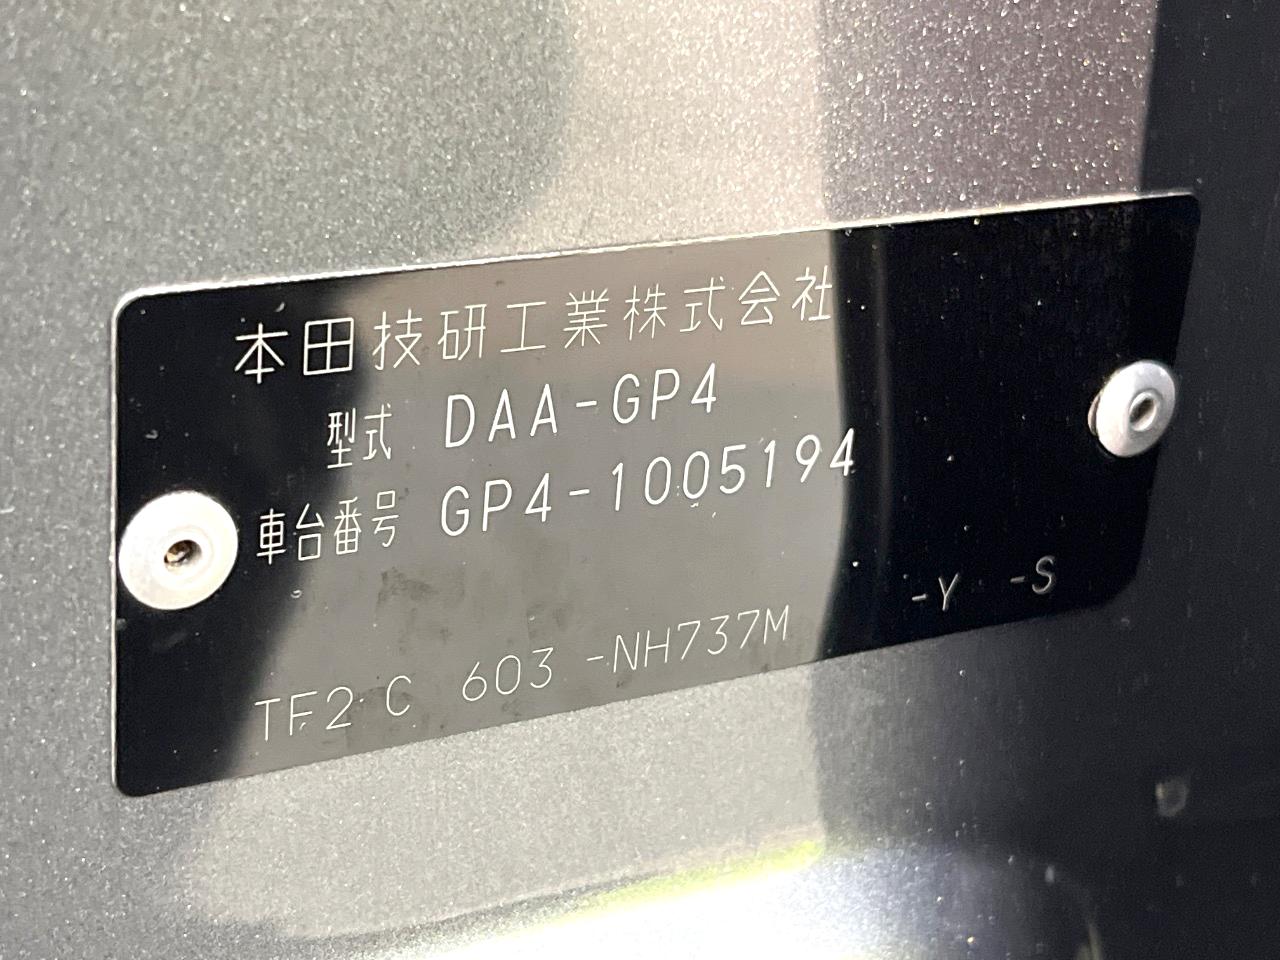 本田技研工業株式会社
型式 DAA-GP4
車台番号 GP4-1005194
TF2 C 603 -NH737M -Y -S